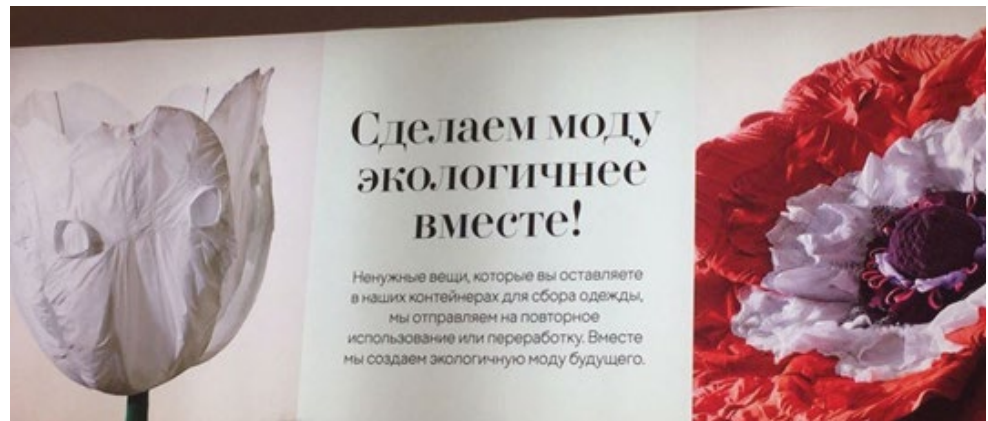 Сделаем моду
экологичнее
вместе!
Ненужные вещи, которые вы оставляете
в наших контейнерах для сбора одежды,
мы отправляем на повторное
использование или переработку. Вместе
мы создаем экологичную моду будущего.